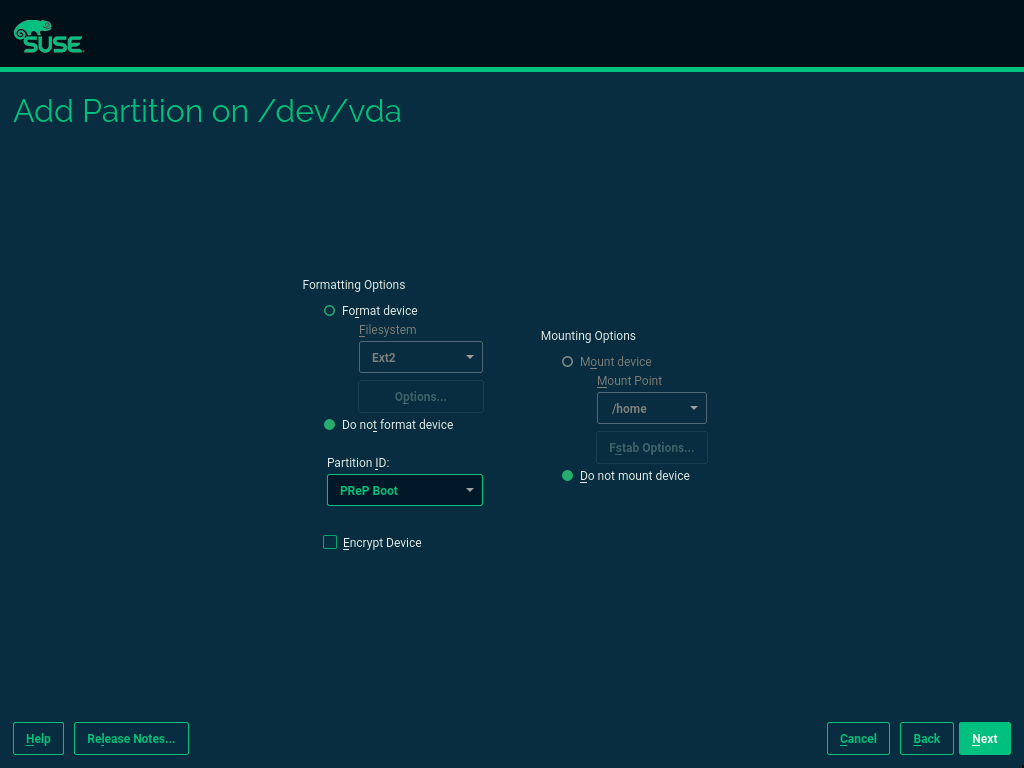 SUSE
Add Partition on /dev/vda
Formatting Options
Format device
Filesystem
Ext2
Options...
Do not format device
Partition ID:
PReP Boot
Encrypt Device
Mounting Options
Mount device
Mount Point
/home
Fstab Options...
Do not mount device
Help
Release Notes...
Cancel
Back
Next